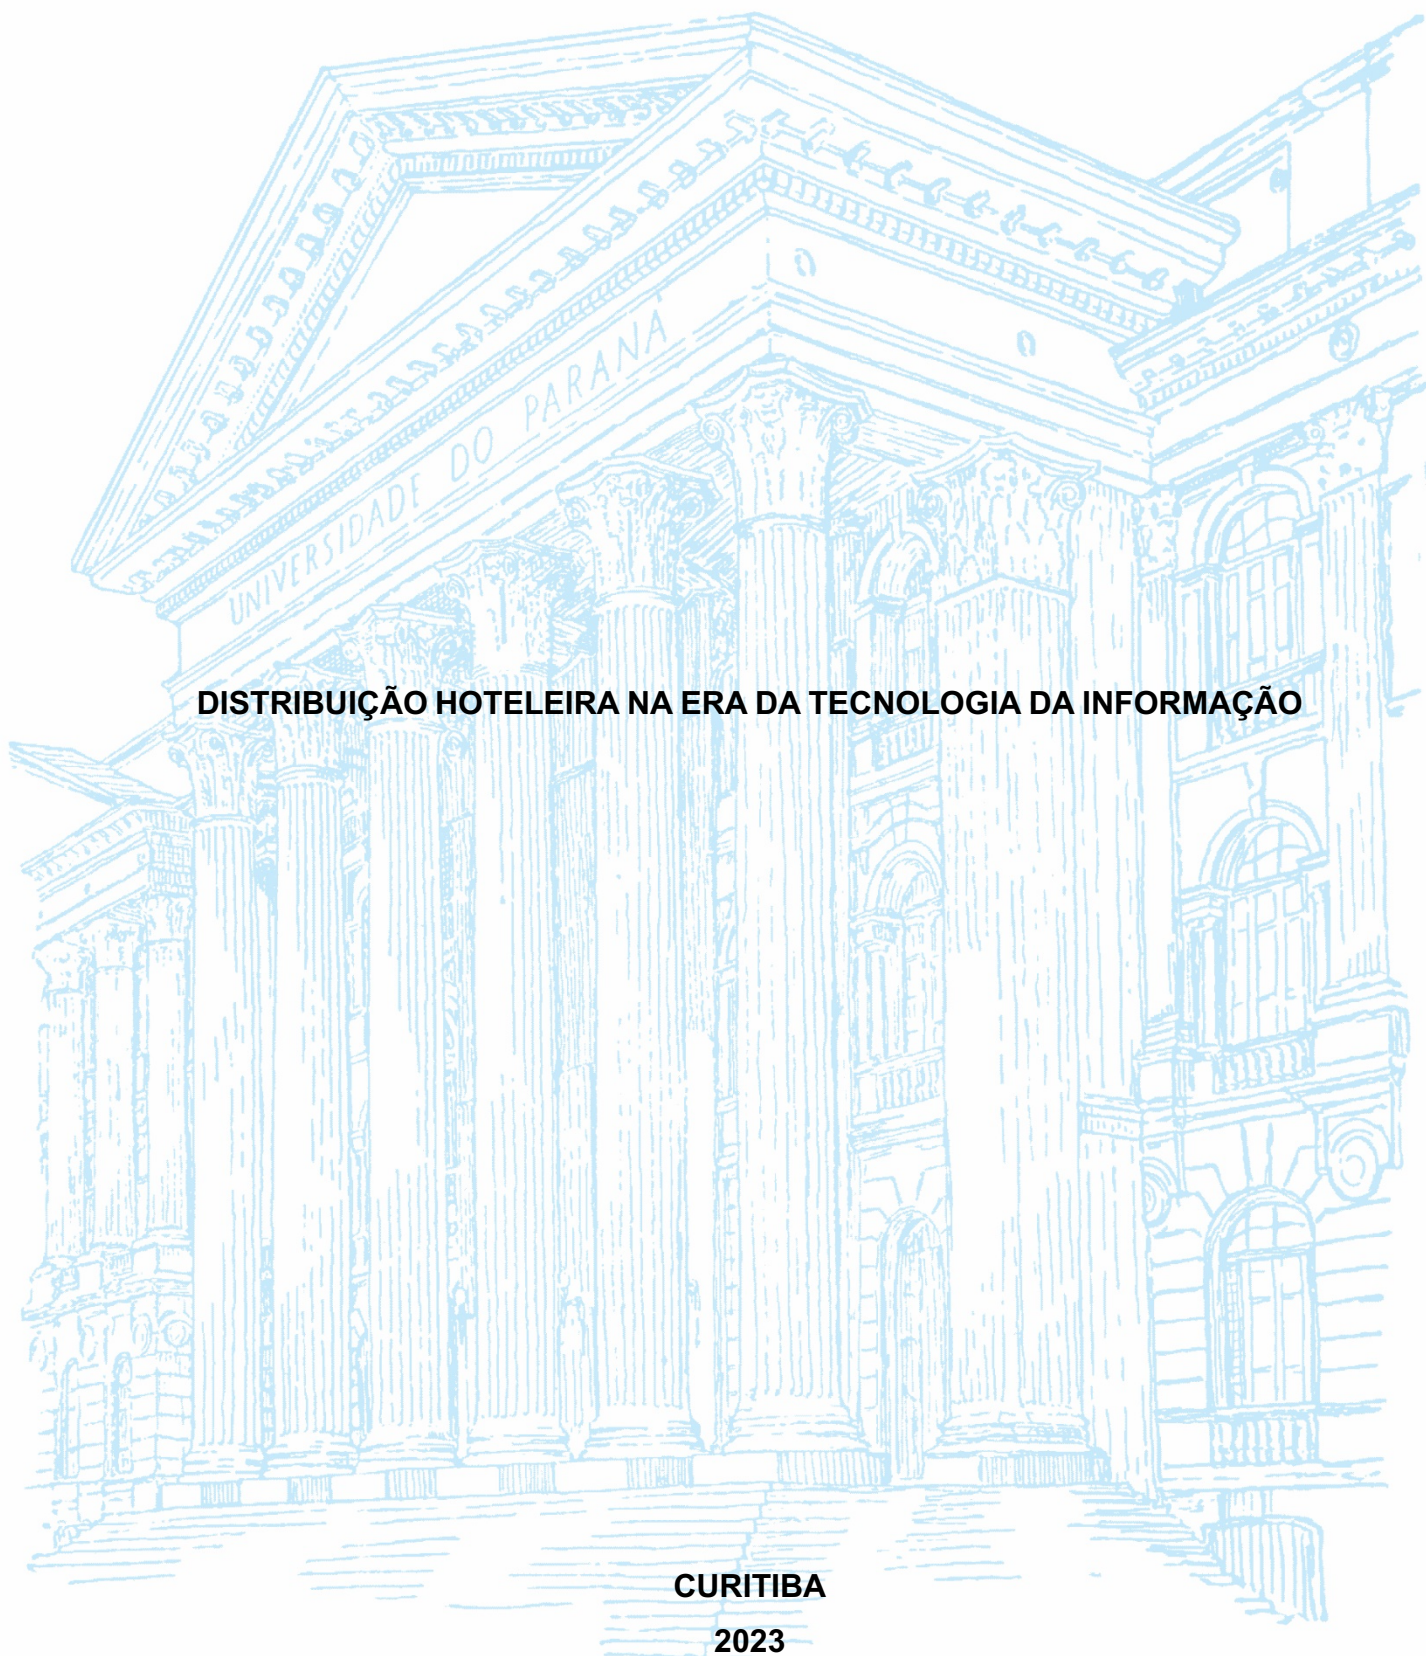 UNIVERSIDADE DO PARANÁ
DISTRIBUIÇÃO HOTELEIRA NA ERA DA TECNOLOGIA DA INFORMAÇÃO
CURITIBA
2023